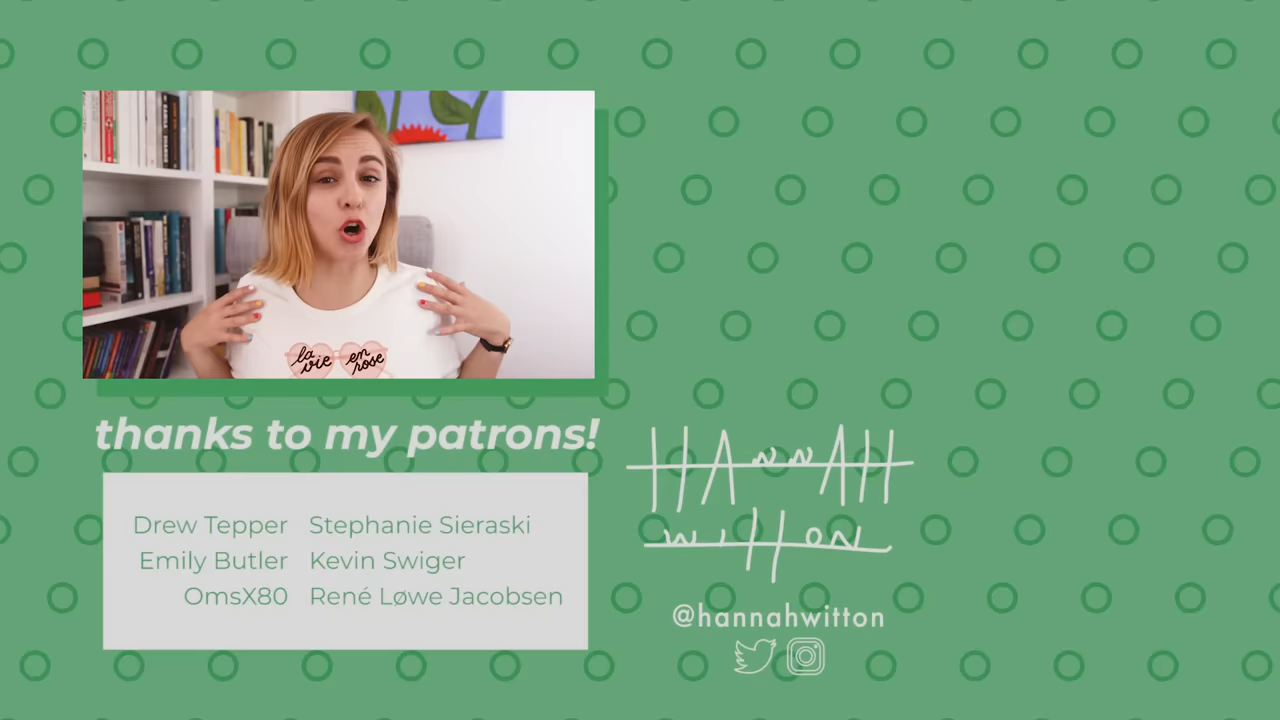 la vie en rose
thanks to my patrons!
Drew Tepper Stephanie Sieraski
Emily Butler Kevin Swiger
OmsX80 René Løwe Jacobsen
HAnnAH
wiTTON
@hannahwitton